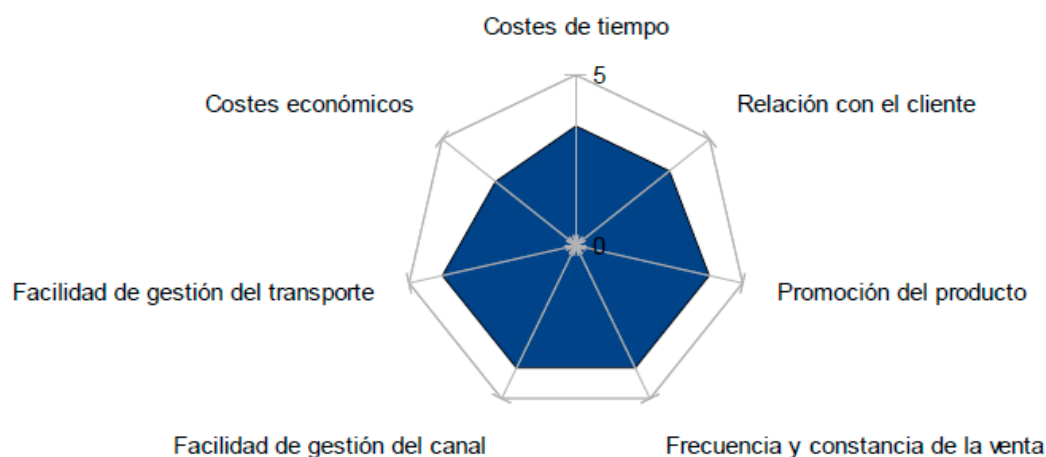 Costes de tiempo
5
Costes económicos
Relación con el cliente
0
Facilidad de gestión del transporte
Promoción del producto
Facilidad de gestión del canal
Frecuencia y constancia de la venta